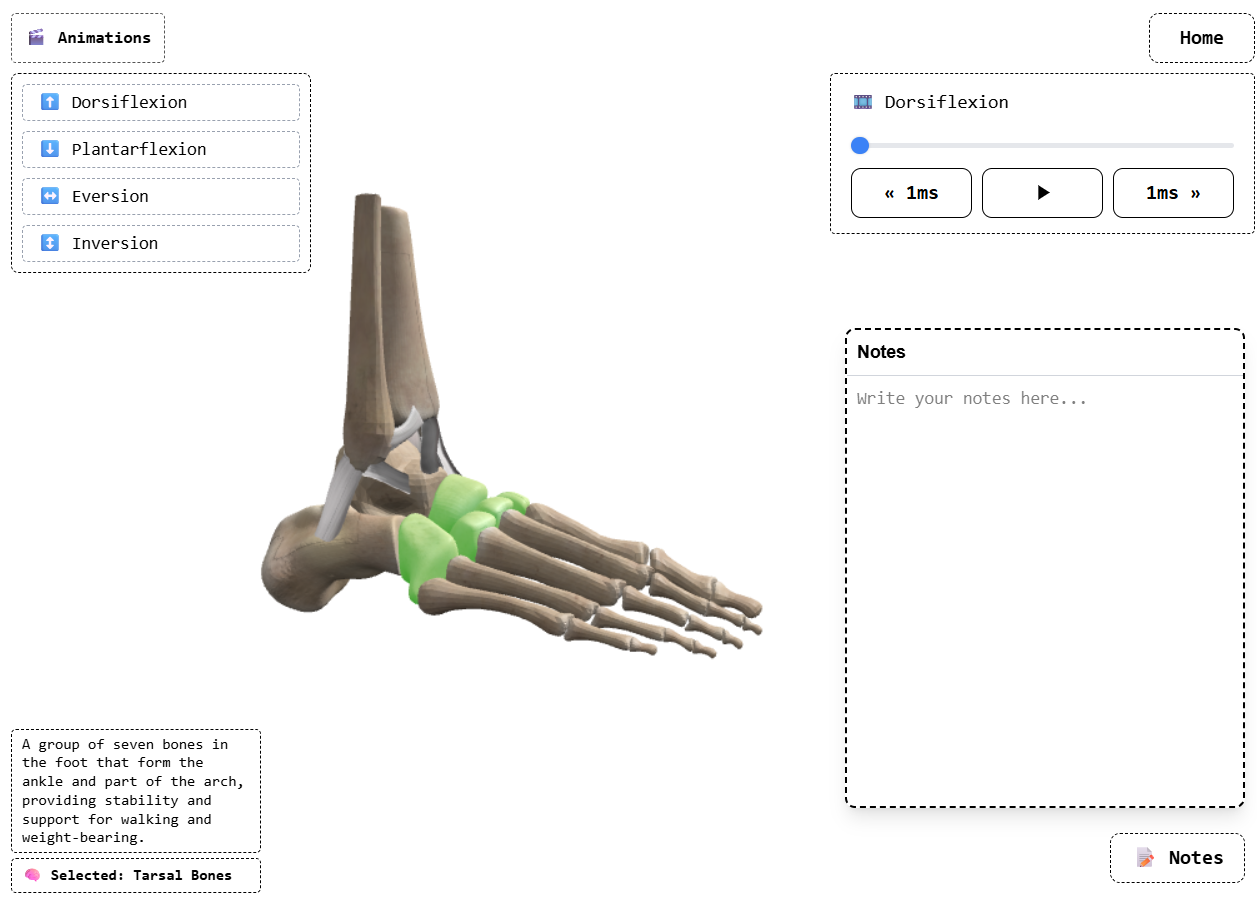 Animations
Home
Dorsiflexion
Plantarflexion
Eversion
Inversion
Dorsiflexion
« 1ms
1ms »
Notes
Write your notes here...
A group of seven bones in
the foot that form the
ankle and part of the arch,
providing stability and
support for walking and
weight-bearing.
Selected: Tarsal Bones
Notes